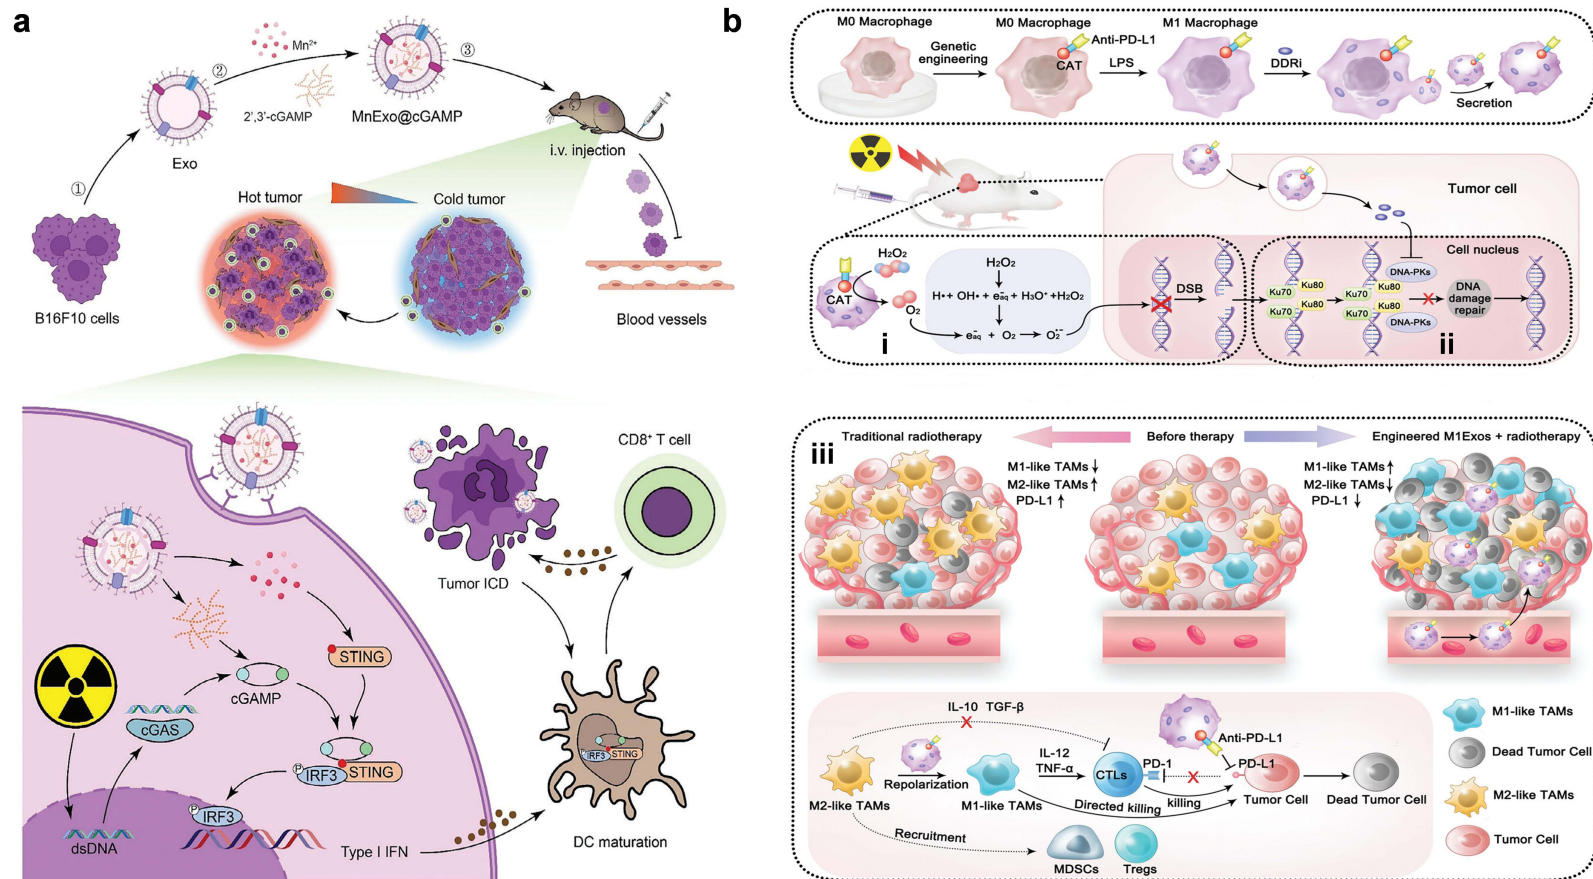 a
Mn²⁺
②
③
①
2',3'-cGAMP
Exo
MnExo@cGAMP
i.v. injection
Hot tumor
Cold tumor
B16F10 cells
Blood vessels
CD8⁺ T cell
Tumor ICD
STING
cGAMP
cGAS
P
IRF3
STING
P
IRF3
dsDNA
Type I IFN
P
IRF3
STING
DC maturation
b
M0 Macrophage
Genetic
engineering
M0 Macrophage
CAT
Anti-PD-L1
LPS
M1 Macrophage
DDRi
Secretion
Tumor cell
Cell nucleus
H₂O₂
CAT
O₂
i
H₂O₂
H• + OH• + e⁻aq + H₃O⁺ + H₂O₂
e⁻aq + O₂ → O₂•⁻
DSB
Ku70
Ku80
Ku80
Ku70
DNA-PKs
Ku80
Ku70
Ku80
Ku70
DNA-PKs
DNA
damage
repair
ii
iii
Traditional radiotherapy
Before therapy
Engineered M1Exos + radiotherapy
M1-like TAMs ↓
M2-like TAMs ↑
PD-L1 ↑
M1-like TAMs ↑
M2-like TAMs ↓
PD-L1 ↓
IL-10 TGF-β
X
M2-like TAMs
Repolarization
M1-like TAMs
IL-12
TNF-α
CTLs
PD-1
X
Anti-PD-L1
PD-L1
killing
Directed killing
Tumor Cell
Dead Tumor Cell
Recruitment
MDSCs
Tregs
M1-like TAMs
Dead Tumor Cell
M2-like TAMs
Tumor Cell